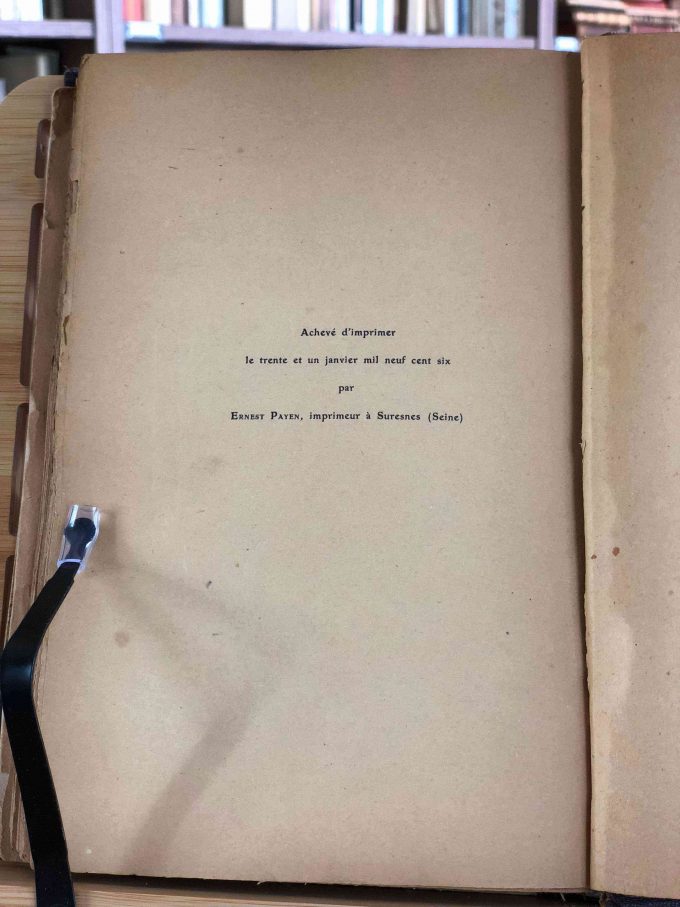 Achevé d'imprimer
le trente et un janvier mil neuf cent six
par
ERNEST PAYEN, imprimeur à Suresnes (Seine)